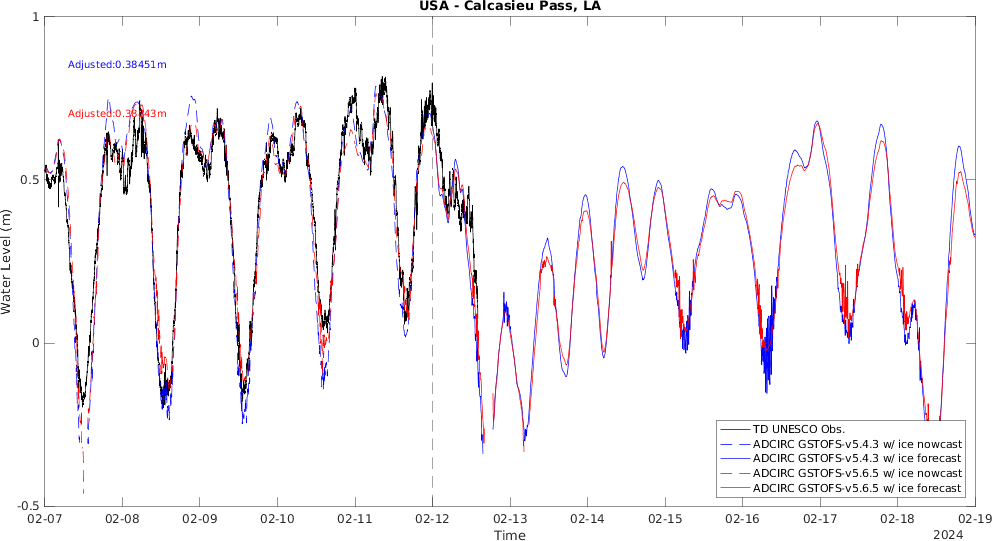 USA - Calcasieu Pass, LA
1
Adjusted:0.38451m
0.5
Water Level (m)
0
-0.5
TD UNESCO Obs.
ADCIRC GSTOFS-v5.4.3 w/ ice nowcast
ADCIRC GSTOFS-v5.4.3 w/ ice forecast
ADCIRC GSTOFS-v5.6.5 w/ ice nowcast
ADCIRC GSTOFS-v5.6.5 w/ ice forecast
02-07 02-08 02-09 02-10 02-11 02-12 02-13 02-14 02-15 02-16 02-17 02-18 02-19
Time
2024